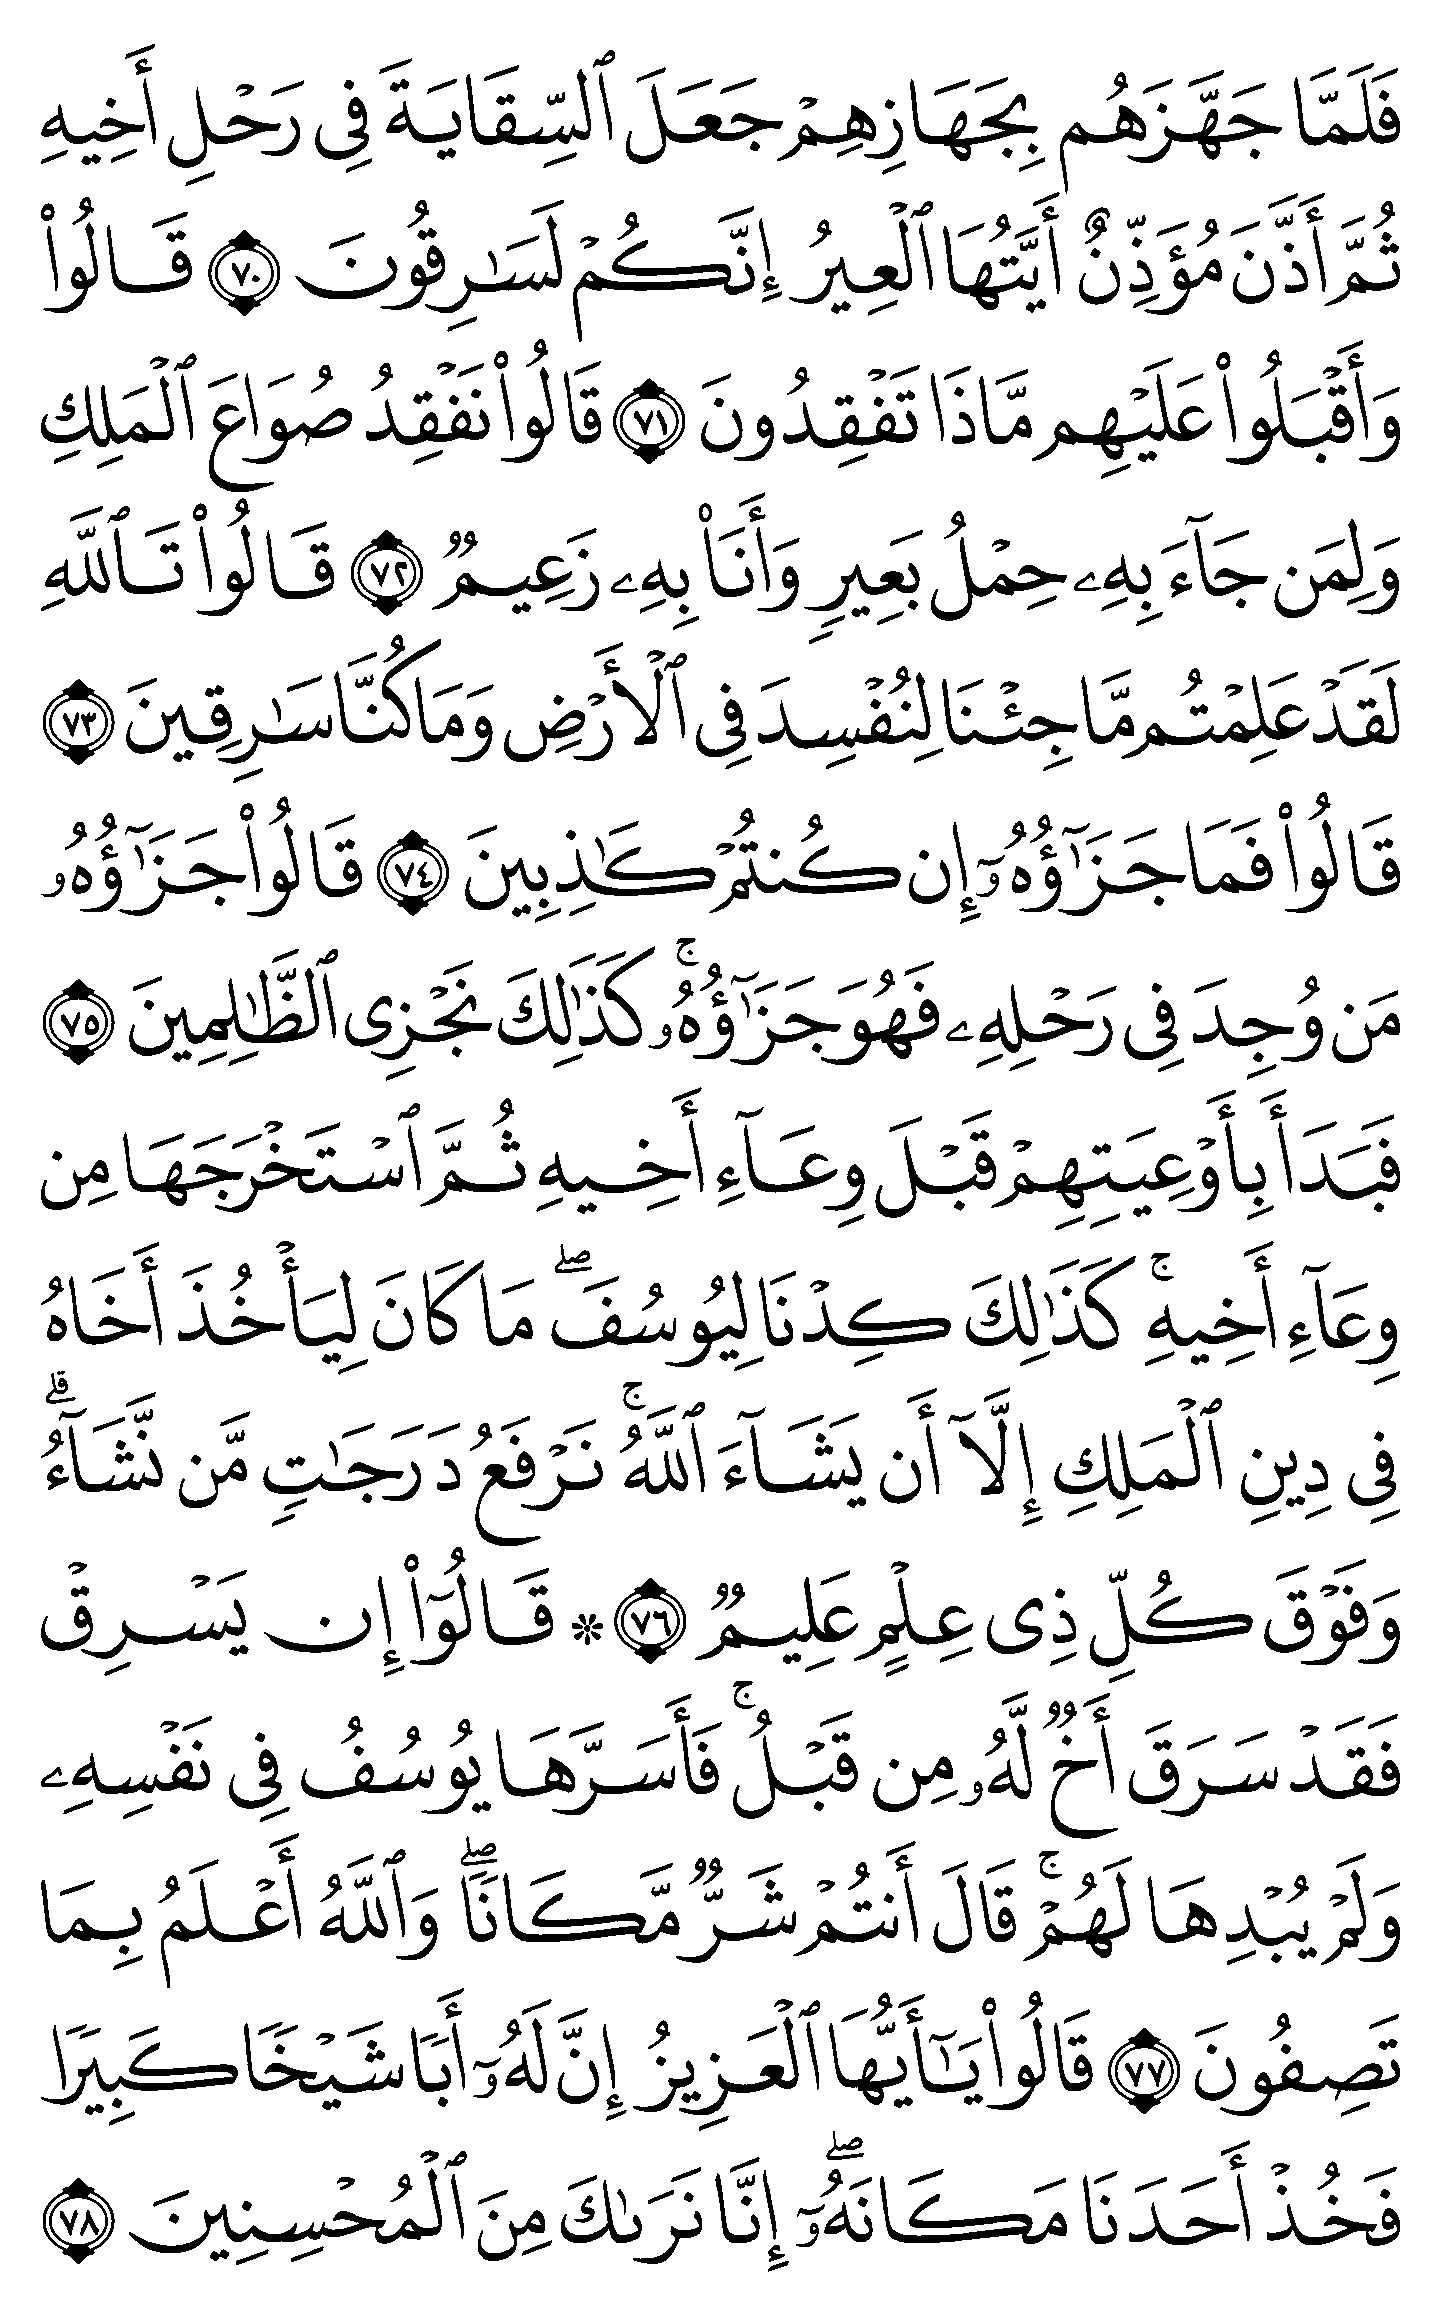 فَلَمَّا جَهَّزَهُم بِجَهَازِهِمْ جَعَلَ ٱلسِّقَايَةَ فِى رَحْلِ أَخِيهِ
ثُمَّ أَذَّنَ مُؤَذِّنٌ أَيَّتُهَا ٱلْعِيرُ إِنَّكُمْ لَسَـٰرِقُونَ ٧٠ قَالُوا۟
وَأَقْبَلُوا۟ عَلَيْهِم مَّاذَا تَفْقِدُونَ ٧١ قَالُوا۟ نَفْقِدُ صُوَاعَ ٱلْمَلِكِ
وَلِمَن جَآءَ بِهِۦ حِمْلُ بَعِيرٍ وَأَنَا۠ بِهِۦ زَعِيمٌ ٧٢ قَالُوا۟ تَٱللَّهِ
لَقَدْ عَلِمْتُم مَّا جِئْنَا لِنُفْسِدَ فِى ٱلْأَرْضِ وَمَا كُنَّا سَـٰرِقِينَ ٧٣
قَالُوا۟ فَمَا جَزَٰٓؤُهُۥٓ إِن كُنتُمْ كَـٰذِبِينَ ٧٤ قَالُوا۟ جَزَٰٓؤُهُۥ
مَن وُجِدَ فِى رَحْلِهِۦ فَهُوَ جَزَٰٓؤُهُۥ ۚ كَذَٰلِكَ نَجْزِى ٱلظَّـٰلِمِينَ ٧٥
فَبَدَأَ بِأَوْعِيَتِهِمْ قَبْلَ وِعَآءِ أَخِيهِ ثُمَّ ٱسْتَخْرَجَهَا مِن
وِعَآءِ أَخِيهِ ۚ كَذَٰلِكَ كِدْنَا لِيُوسُفَ ۖ مَا كَانَ لِيَأْخُذَ أَخَاهُ
فِى دِينِ ٱلْمَلِكِ إِلَّآ أَن يَشَآءَ ٱللَّهُ ۚ نَرْفَعُ دَرَجَـٰتٍ مَّن نَّشَآءُ ۗ
وَفَوْقَ كُلِّ ذِى عِلْمٍ عَلِيمٌ ٧٦ ۞ قَالُوٓا۟ إِن يَسْرِقْ
فَقَدْ سَرَقَ أَخٌ لَّهُۥ مِن قَبْلُ ۚ فَأَسَرَّهَا يُوسُفُ فِى نَفْسِهِۦ
وَلَمْ يُبْدِهَا لَهُمْ ۚ قَالَ أَنتُمْ شَرٌّ مَّكَانًا ۖ وَٱللَّهُ أَعْلَمُ بِمَا
تَصِفُونَ ٧٧ قَالُوا۟ يَـٰٓأَيُّهَا ٱلْعَزِيزُ إِنَّ لَهُۥٓ أَبًا شَيْخًا كَبِيرًا
فَخُذْ أَحَدَنَا مَكَانَهُۥٓ ۖ إِنَّا نَرَىٰكَ مِنَ ٱلْمُحْسِنِينَ ٧٨